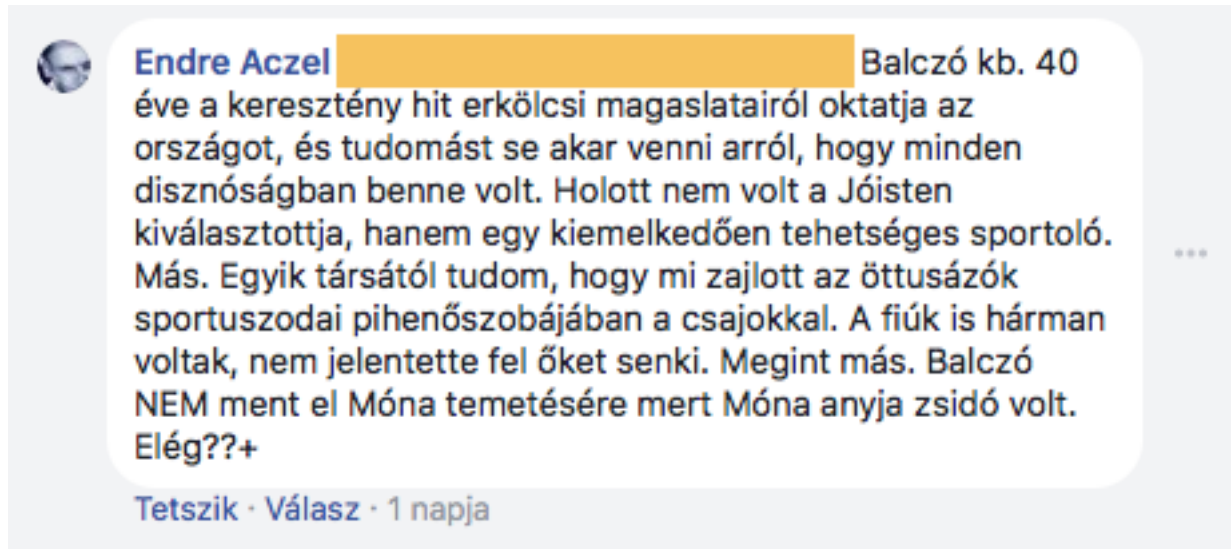 Endre Aczel Balczó kb. 40
éve a keresztény hit erkölcsi magaslatairól oktatja az
országot, és tudomást se akar venni arról, hogy minden
disznóságban benne volt. Holott nem volt a Jóisten
kiválasztottja, hanem egy kiemelkedően tehetséges sportoló.
Más. Egyik társától tudom, hogy mi zajlott az öttusázók
sportuszodai pihenőszobájában a csajokkal. A fiúk is hárman
voltak, nem jelentette fel őket senki. Megint más. Balczó
NEM ment el Móna temetésére mert Móna anyja zsidó volt.
Elég??+
Tetszik · Válasz · 1 napja